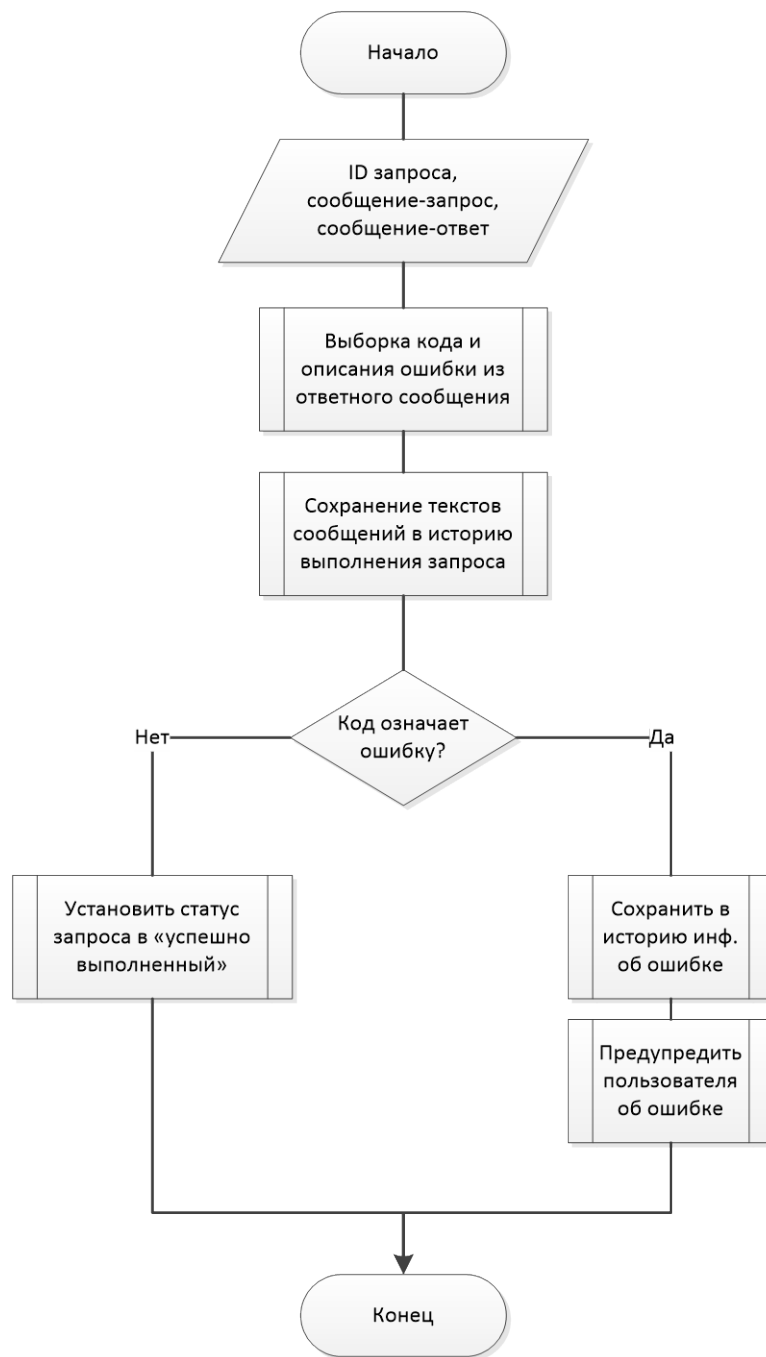 Начало
ID запроса,
сообщение-запрос,
сообщение-ответ
Выборка кода и
описания ошибки из
ответного сообщения
Сохранение текстов
сообщений в историю
выполнения запроса
Код означает
ошибку?
Нет
Да
Установить статус
запроса в «успешно
выполненный»
Сохранить в
историю инф.
об ошибке
Предупредить
пользователя
об ошибке
Конец